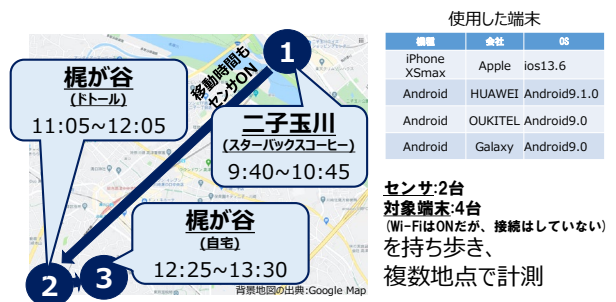 使用した端末
機種 会社 OS
iPhone XSmax Apple ios13.6
Android HUAWEI Android9.1.0
Android OUKITEL Android9.0
Android Galaxy Android9.0
1
移動時間も
センサON
梶が谷
(ドトール)
11:05~12:05
二子玉川
(スターバックスコーヒー)
9:40~10:45
梶が谷
(自宅)
12:25~13:30
2
3
背景地図の出典:Google Map
センサ:2台
対象端末:4台
(Wi-FiはONだが、接続はしていない)
を持ち歩き、
複数地点で計測